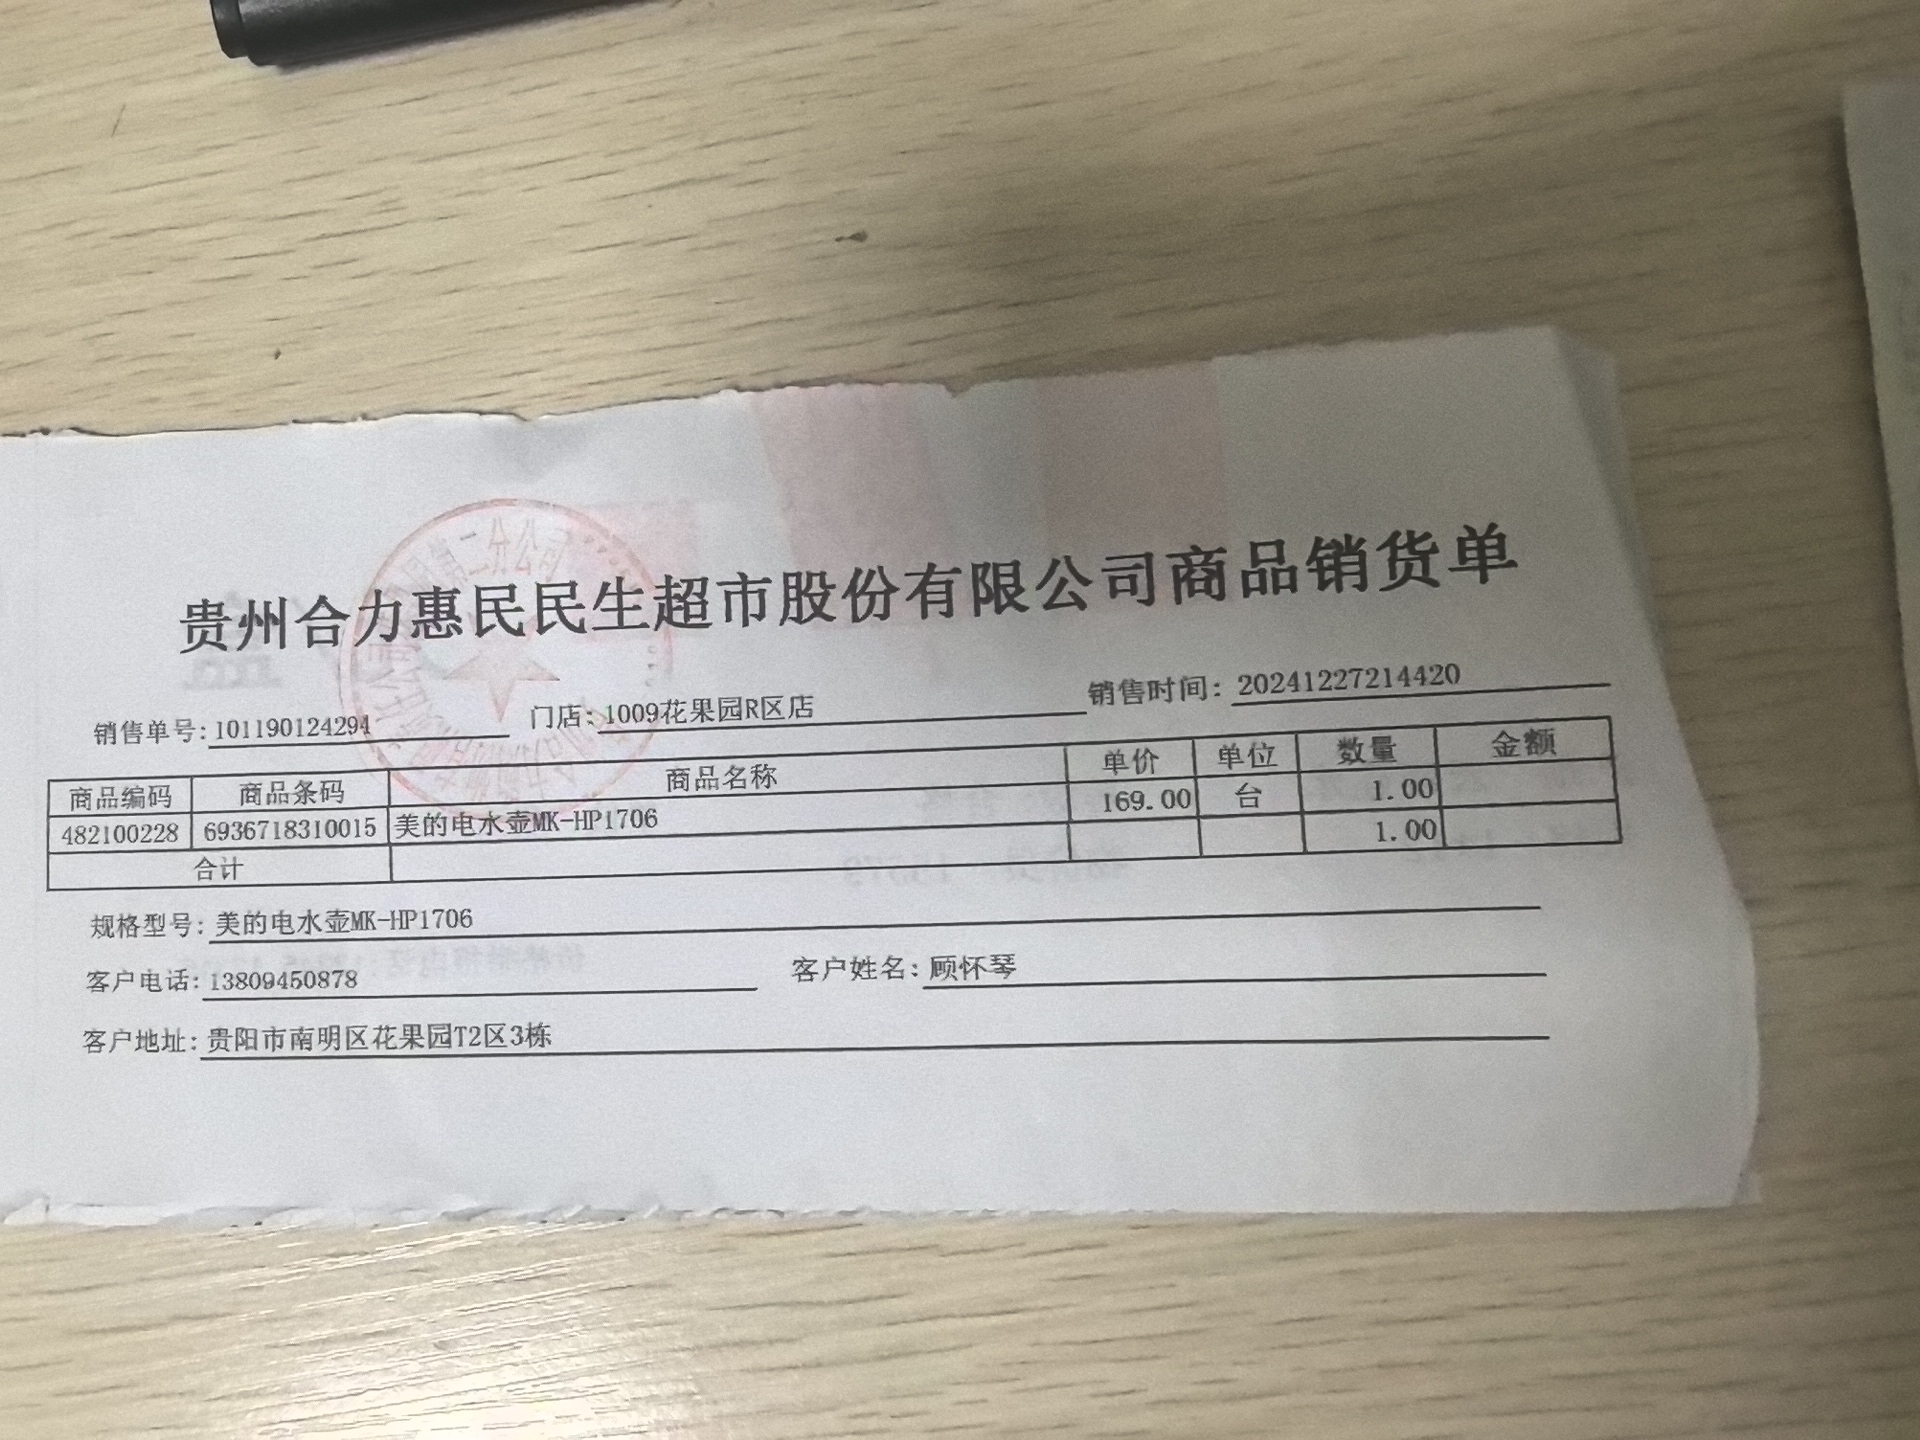 贵州合力惠民民生超市股份有限公司商品销货单
销售单号: 101190124294 门店: 1009花果园R区店 销售时间: 20241227214420
商品编码 商品条码 商品名称 单价 单位 数量 金额
482100228 6936718310015 美的电水壶MK-HP1706 169.00 台 1.00
合计 1.00
规格型号: 美的电水壶MK-HP1706
客户电话: 13809450878 客户姓名: 顾怀琴
客户地址: 贵阳市南明区花果园T2区3栋
第二分公司